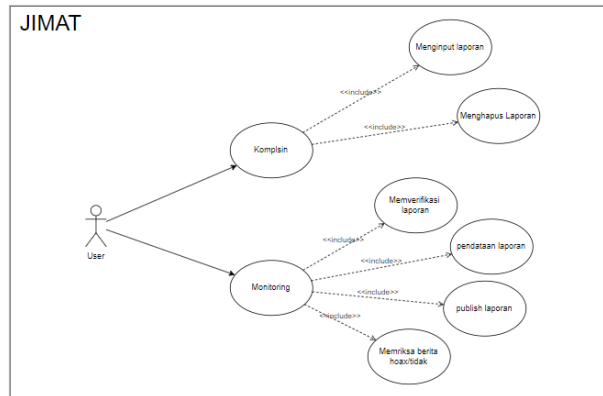 JIMAT
Menginput laporan
<<include>>
Menghapus Laporan
<<include>>
Komplsin
Memverifikasi
laporan
<<include>>
pendataan laporan
<<include>>
User
Monitoring
<<include>>
publish laporan
<<include>>
Memriksa berita
hoax/tidak